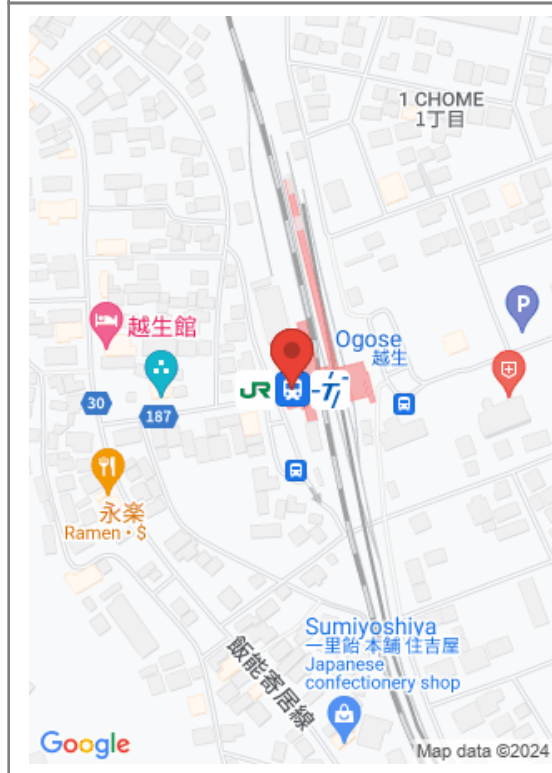 1 CHOME
1丁目
越生館
Ogose
越生
P
JR
30
187
永楽
Ramen • $
飯能寄居線
Sumiyoshiya
一里飴 本舗 住吉屋
Japanese
confectionery shop
Google
Map data ©2024